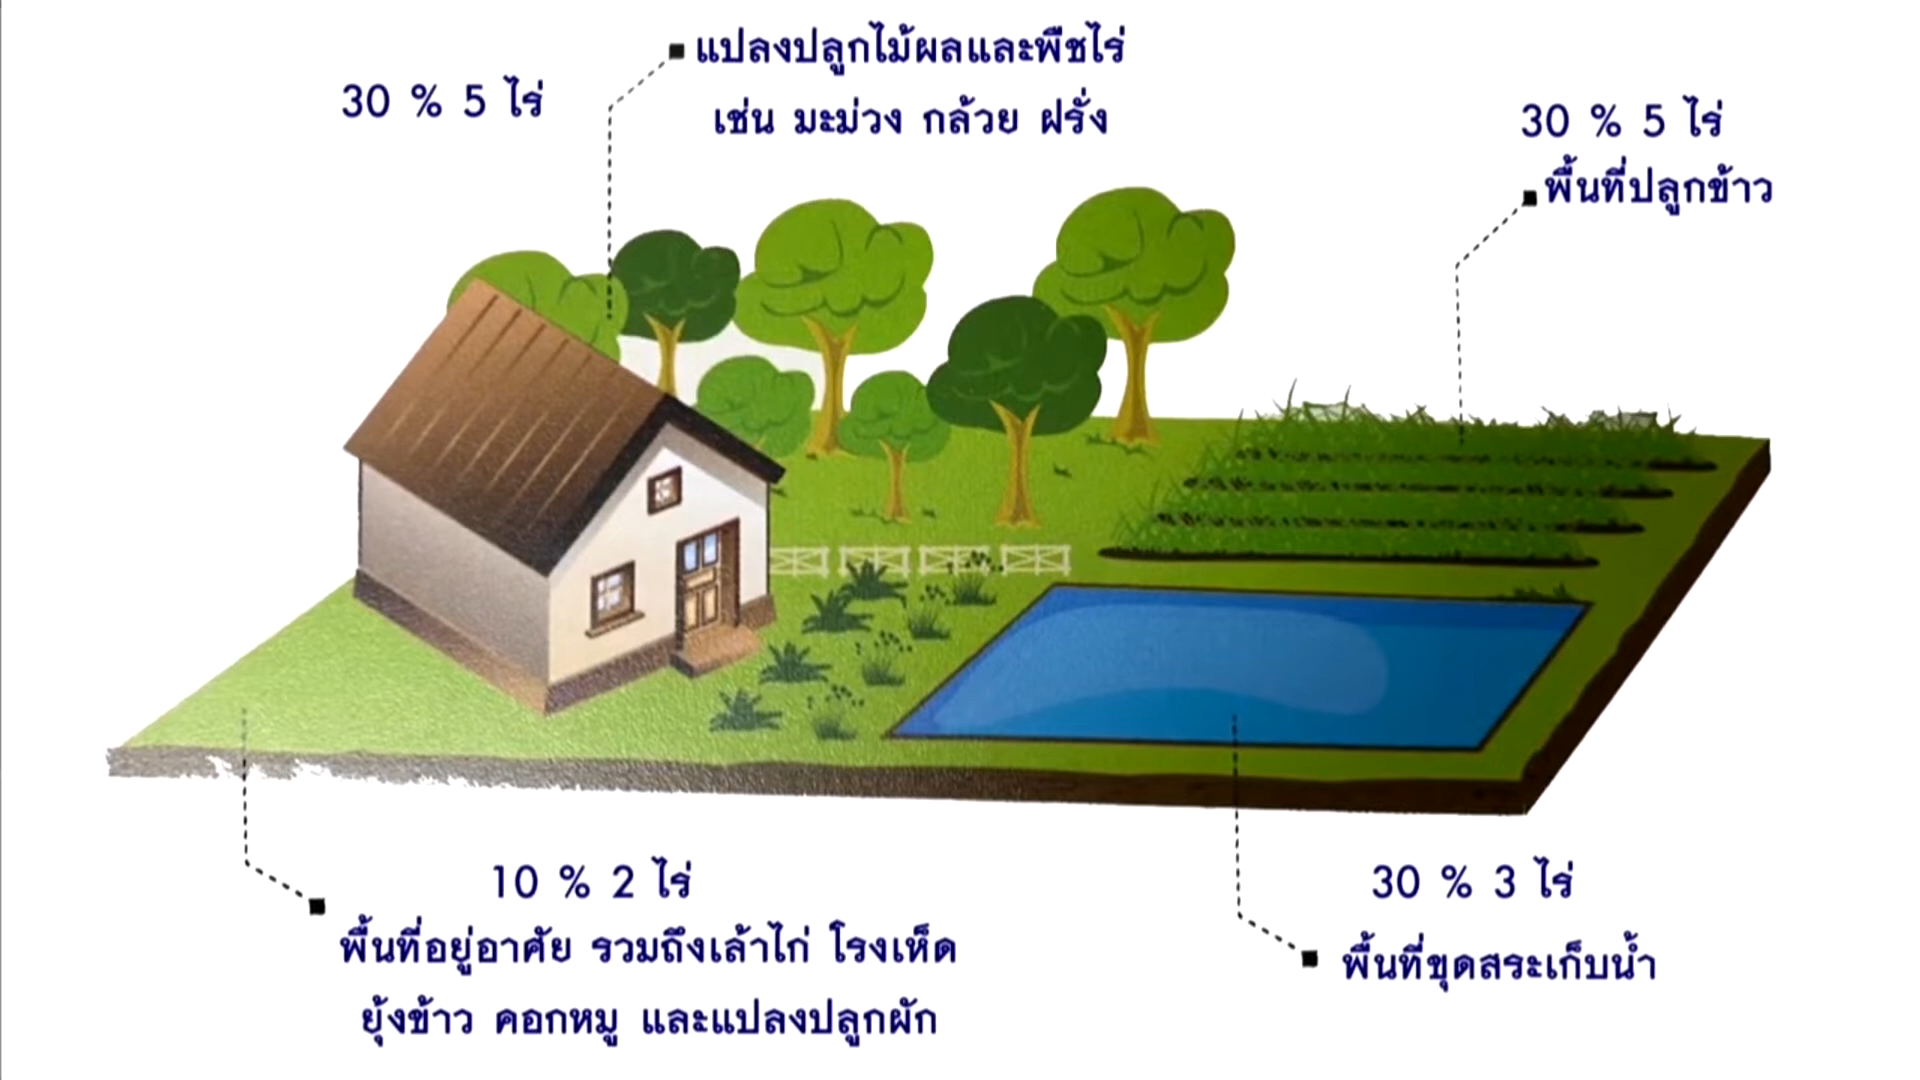 30 % 5 ไร่
แปลงปลูกไม้ผลและพืชไร่
เช่น มะม่วง กล้วย ฝรั่ง
30 % 5 ไร่
พื้นที่ปลูกข้าว
10 % 2 ไร่
พื้นที่อยู่อาศัย รวมถึงเล้าไก่ โรงเห็ด
ยุ้งข้าว คอกหมู และแปลงปลูกผัก
30 % 3 ไร่
พื้นที่ขุดสระเก็บน้ำ